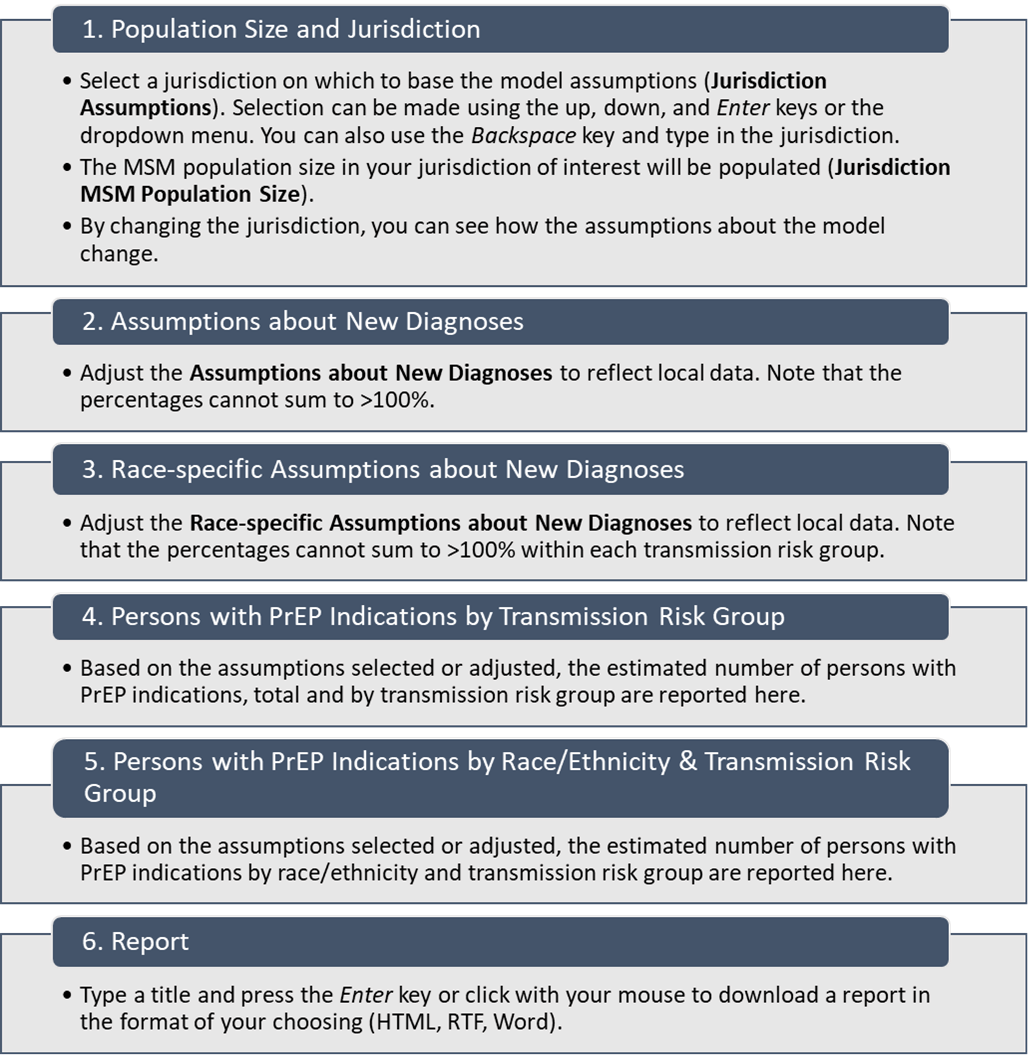 1. Population Size and Jurisdiction
• Select a jurisdiction on which to base the model assumptions (Jurisdiction
Assumptions). Selection can be made using the up, down, and Enter keys or the
dropdown menu. You can also use the Backspace key and type in the jurisdiction.
• The MSM population size in your jurisdiction of interest will be populated (Jurisdiction
MSM Population Size).
• By changing the jurisdiction, you can see how the assumptions about the model
change.
2. Assumptions about New Diagnoses
• Adjust the Assumptions about New Diagnoses to reflect local data. Note that the
percentages cannot sum to >100%.
3. Race-specific Assumptions about New Diagnoses
• Adjust the Race-specific Assumptions about New Diagnoses to reflect local data. Note
that the percentages cannot sum to >100% within each transmission risk group.
4. Persons with PrEP Indications by Transmission Risk Group
• Based on the assumptions selected or adjusted, the estimated number of persons with
PrEP indications, total and by transmission risk group are reported here.
5. Persons with PrEP Indications by Race/Ethnicity & Transmission Risk
Group
• Based on the assumptions selected or adjusted, the estimated number of persons with
PrEP indications by race/ethnicity and transmission risk group are reported here.
6. Report
• Type a title and press the Enter key or click with your mouse to download a report in
the format of your choosing (HTML, RTF, Word).